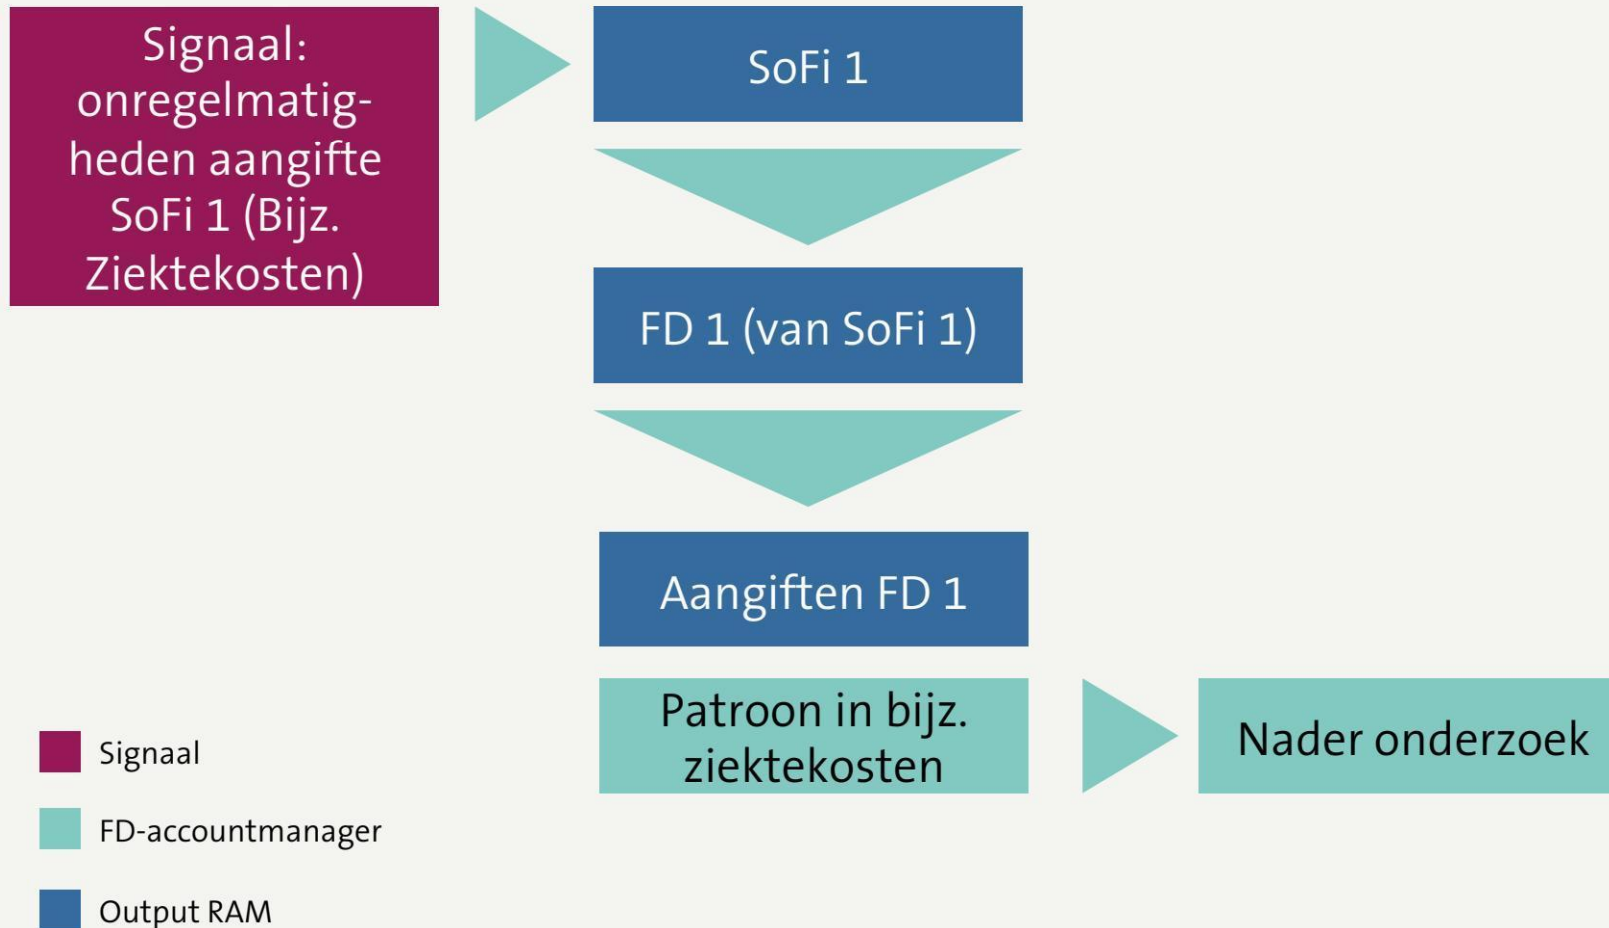 Signaal:
onregelmatig-
heden aangifte
SoFi 1 (Bijz.
Ziektekosten)
SoFi 1
FD 1 (van SoFi 1)
Aangiften FD 1
Patroon in bijz.
ziektekosten
Nader onderzoek
Signaal
FD-accountmanager
Output RAM